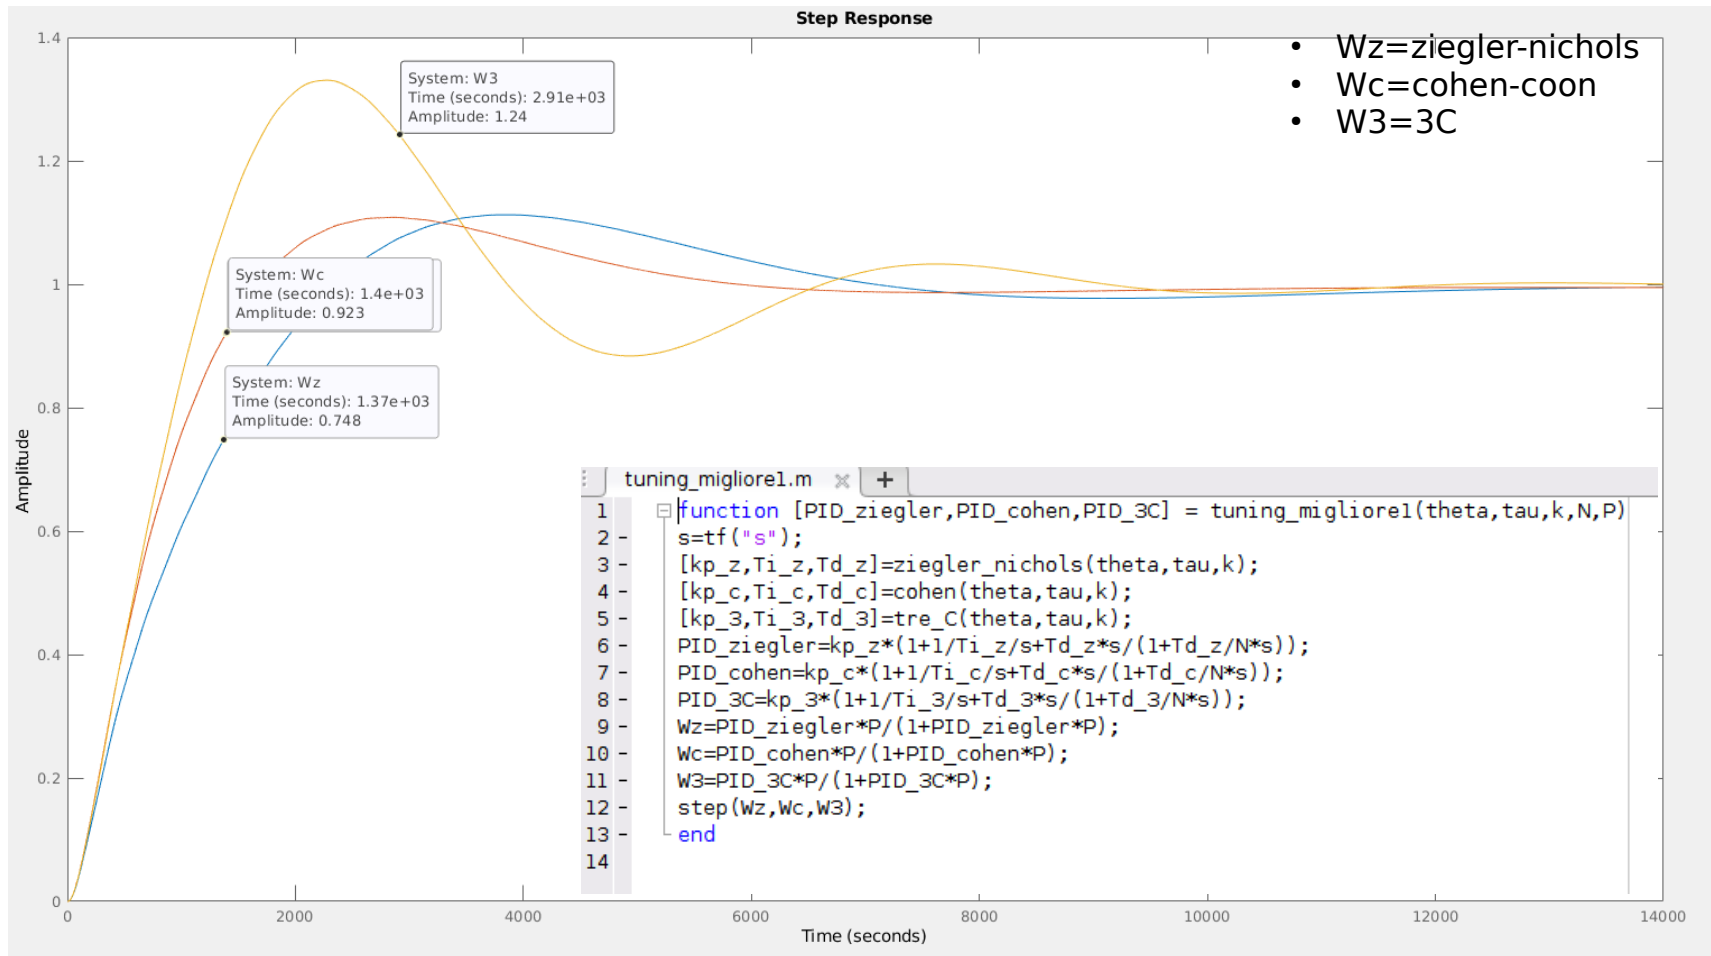 Step Response
• Wz=ziegler-nichols
• Wc=cohen-coon
• W3=3C
System: W3
Time (seconds): 2.91e+03
Amplitude: 1.24
System: Wc
Time (seconds): 1.4e+03
Amplitude: 0.923
System: Wz
Time (seconds): 1.37e+03
Amplitude: 0.748
1.4
1.2
1
0.8
0.6
0.4
0.2
0
Amplitude
tuning_migliore1.m
1 function [PID_ziegler,PID_cohen,PID_3C] = tuning_migliore1(theta,tau,k,N,P)
2 - s=tf("s");
3 - [kp_z,Ti_z,Td_z]=ziegler_nichols(theta,tau,k);
4 - [kp_c,Ti_c,Td_c]=cohen(theta,tau,k);
5 - [kp_3,Ti_3,Td_3]=tre_C(theta,tau,k);
6 - PID_ziegler=kp_z*(1+1/Ti_z/s+Td_z*s/(1+Td_z/N*s));
7 - PID_cohen=kp_c*(1+1/Ti_c/s+Td_c*s/(1+Td_c/N*s));
8 - PID_3C=kp_3*(1+1/Ti_3/s+Td_3*s/(1+Td_3/N*s));
9 - Wz=PID_ziegler*P/(1+PID_ziegler*P);
10 - Wc=PID_cohen*P/(1+PID_cohen*P);
11 - W3=PID_3C*P/(1+PID_3C*P);
12 - step(Wz,Wc,W3);
13 - end
14
0 2000 4000 6000 8000 10000 12000 14000
Time (seconds)